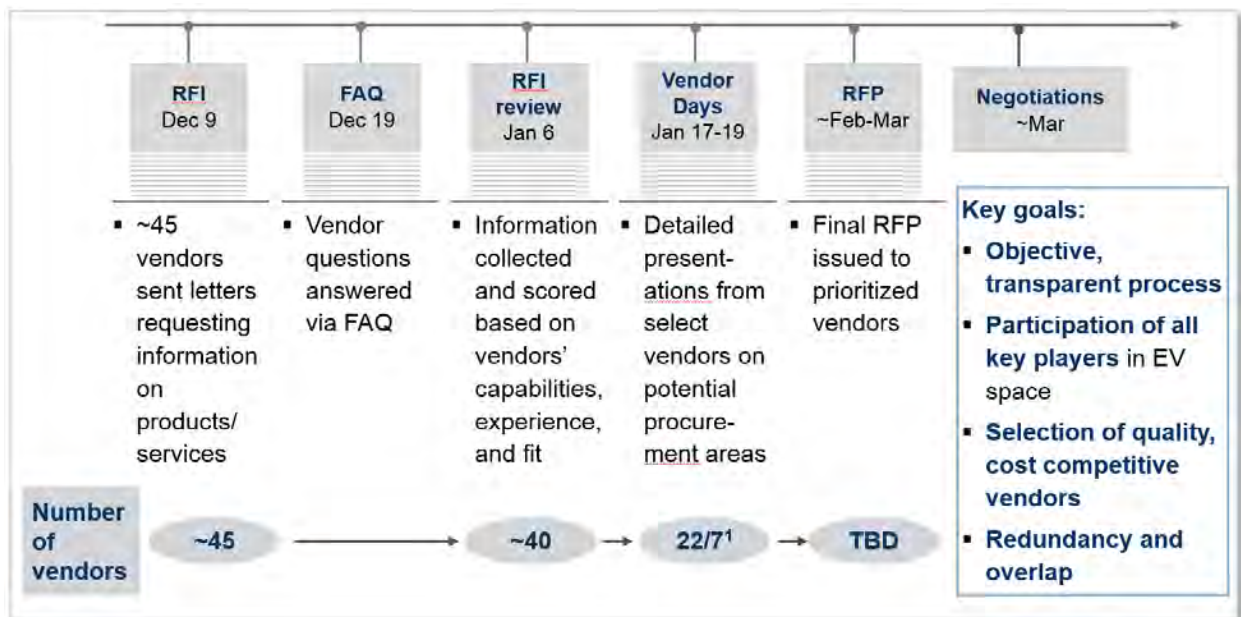 RFI
Dec 9
FAQ
Dec 19
RFI
review
Jan 6
Vendor
Days
Jan 17-19
RFP
~Feb-Mar
Negotiations
~Mar
▪ ~45
vendors
sent letters
requesting
information
on
products/
services
▪ Vendor
questions
answered
via FAQ
▪ Information
collected
and scored
based on
vendors'
capabilities,
experience,
and fit
▪ Detailed
present-
ations from
select
vendors on
potential
procure-
ment areas
▪ Final RFP
issued to
prioritized
vendors
Key goals:
▪ Objective,
transparent process
▪ Participation of all
key players in EV
space
▪ Selection of quality,
cost competitive
vendors
▪ Redundancy and
overlap
Number
of
vendors
~45
~40
22/7¹
TBD